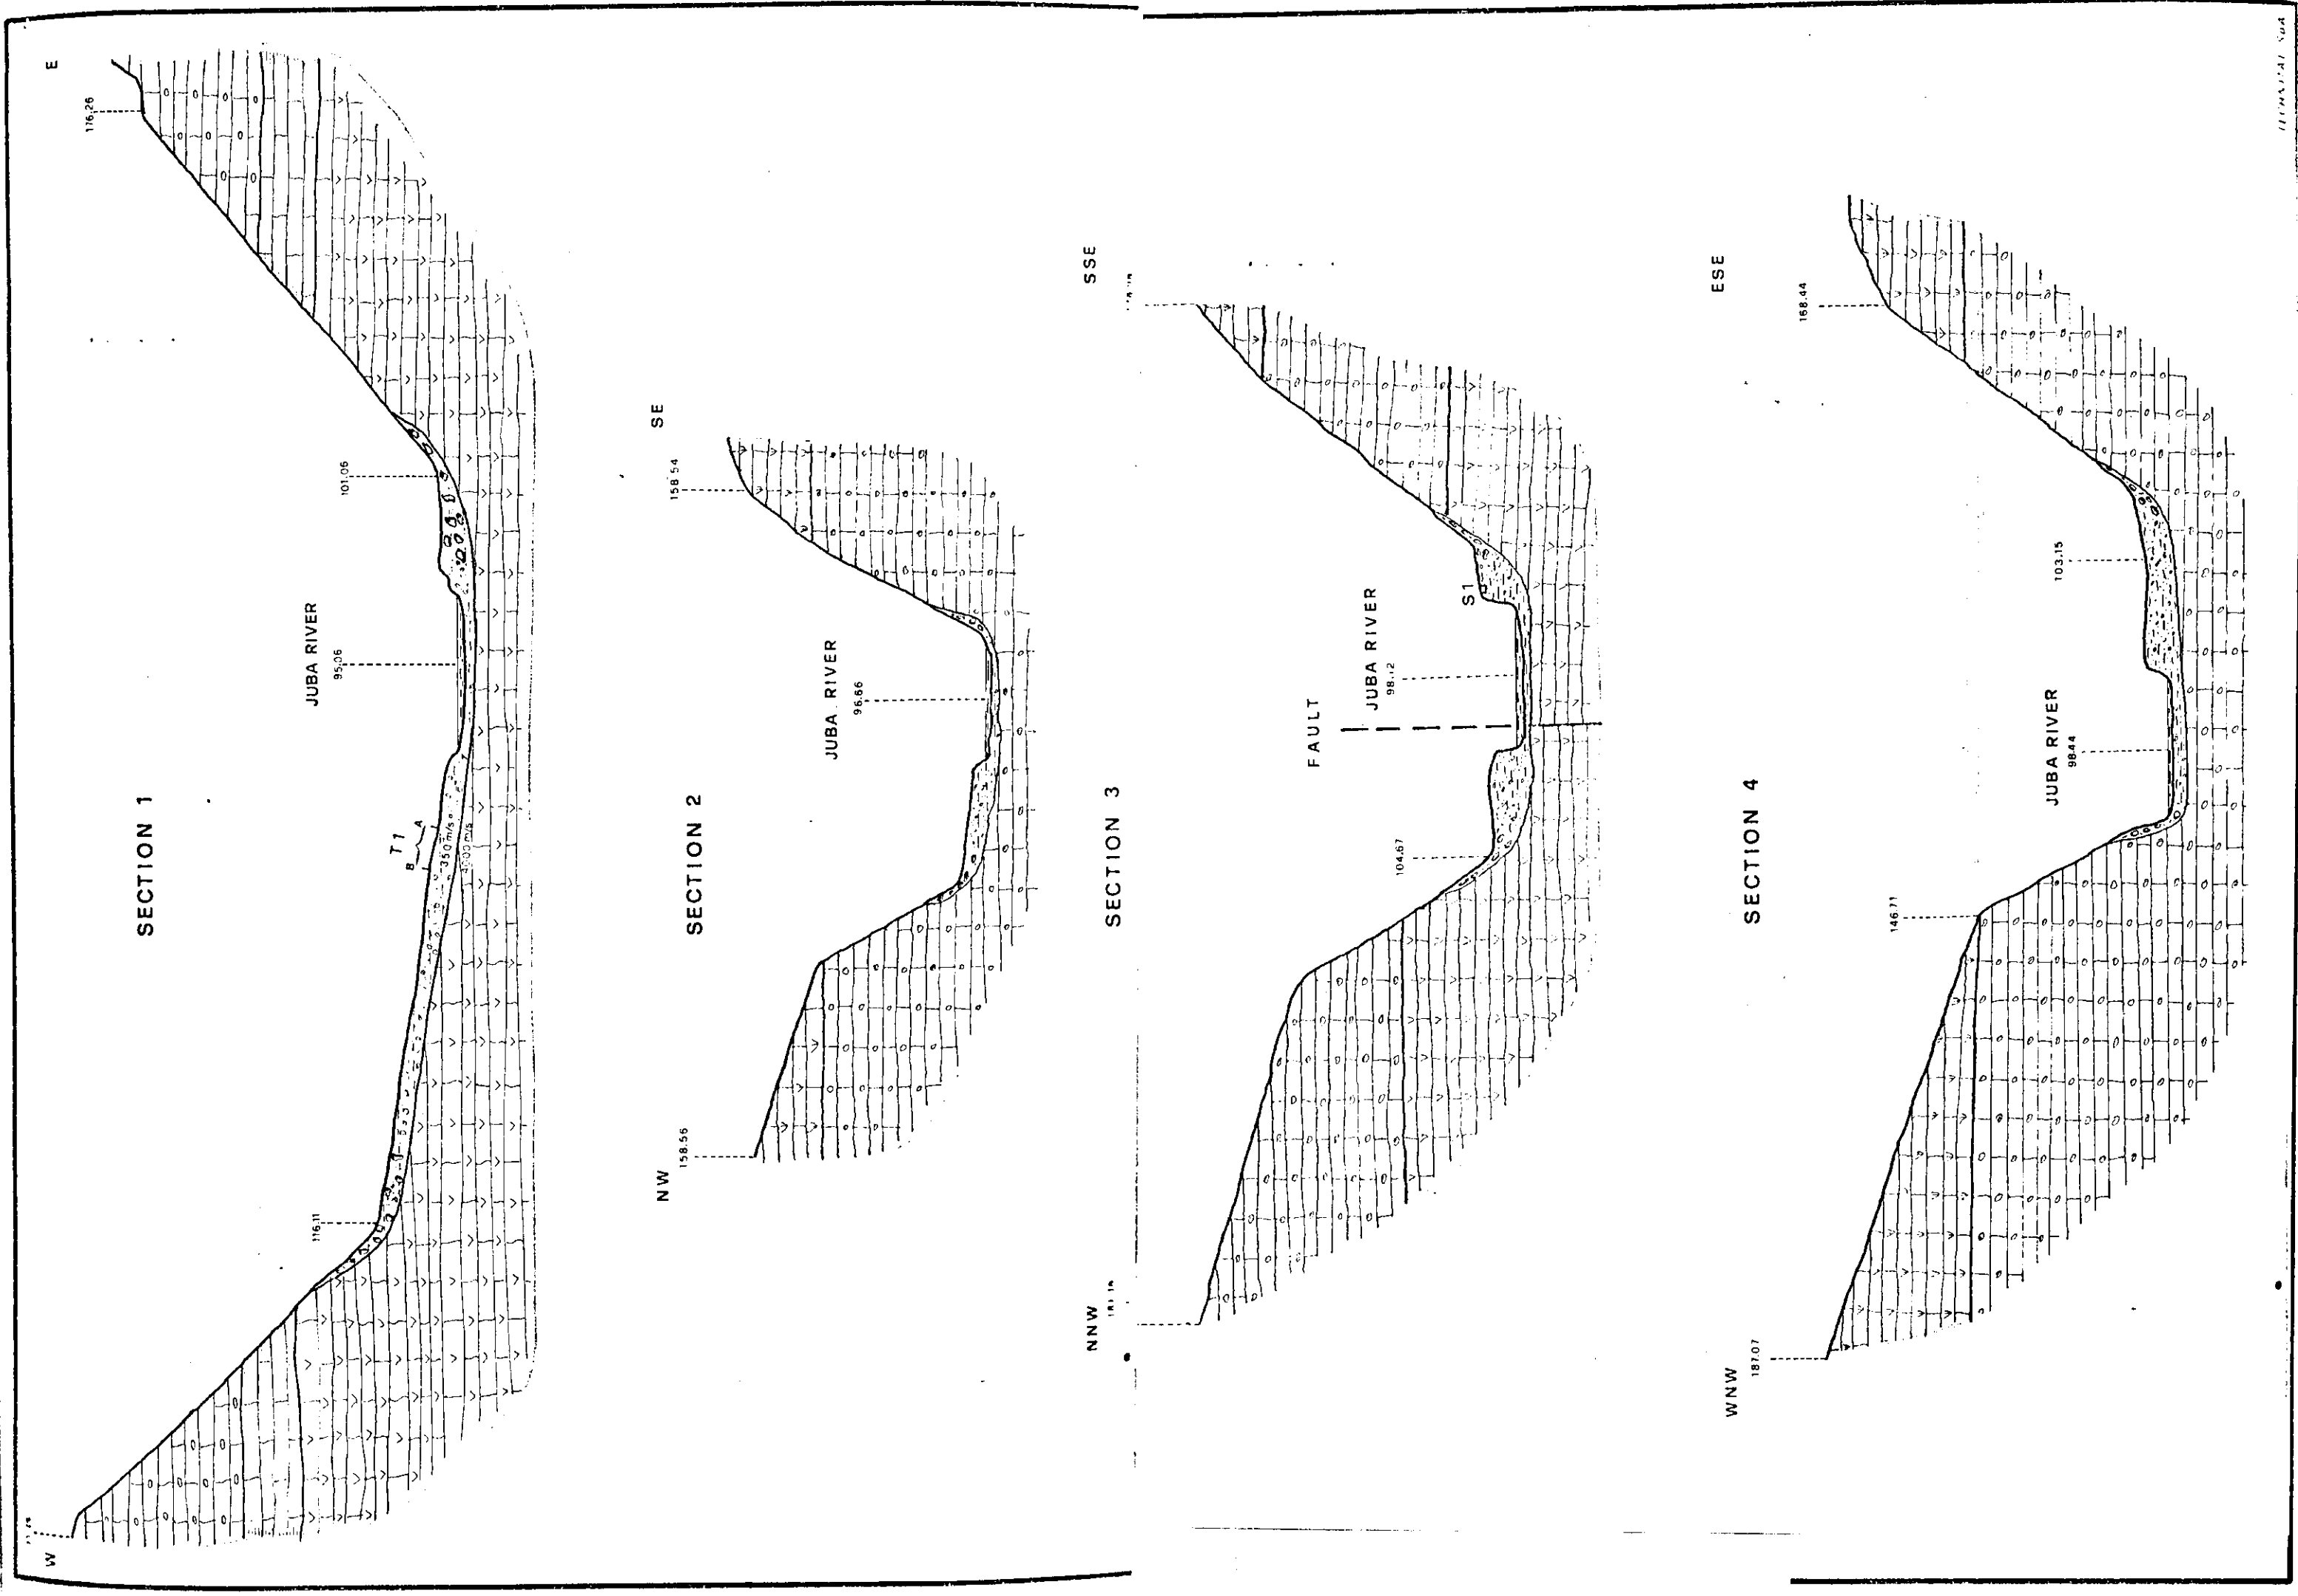 SECTION 1
W
E
116.11
B
T1
A
350 m/s
JUBA RIVER
95.06
101.06
176.26
SECTION 2
NW
SE
158.56
JUBA RIVER
96.66
158.54
SECTION 3
NNW
SSE
104.67
FAULT
JUBA RIVER
98.12
S1
SECTION 4
WNW
ESE
187.07
146.71
JUBA RIVER
98.44
103.15
168.44